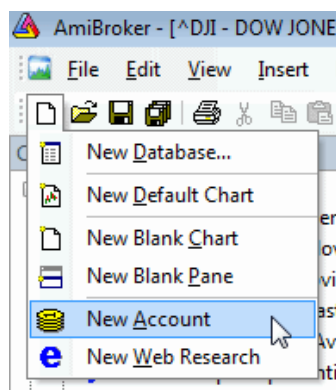 AmiBroker - [^DJI - DOW JONE
File Edit View Insert
New Database...
New Default Chart
New Blank Chart
New Blank Pane
New Account
New Web Research